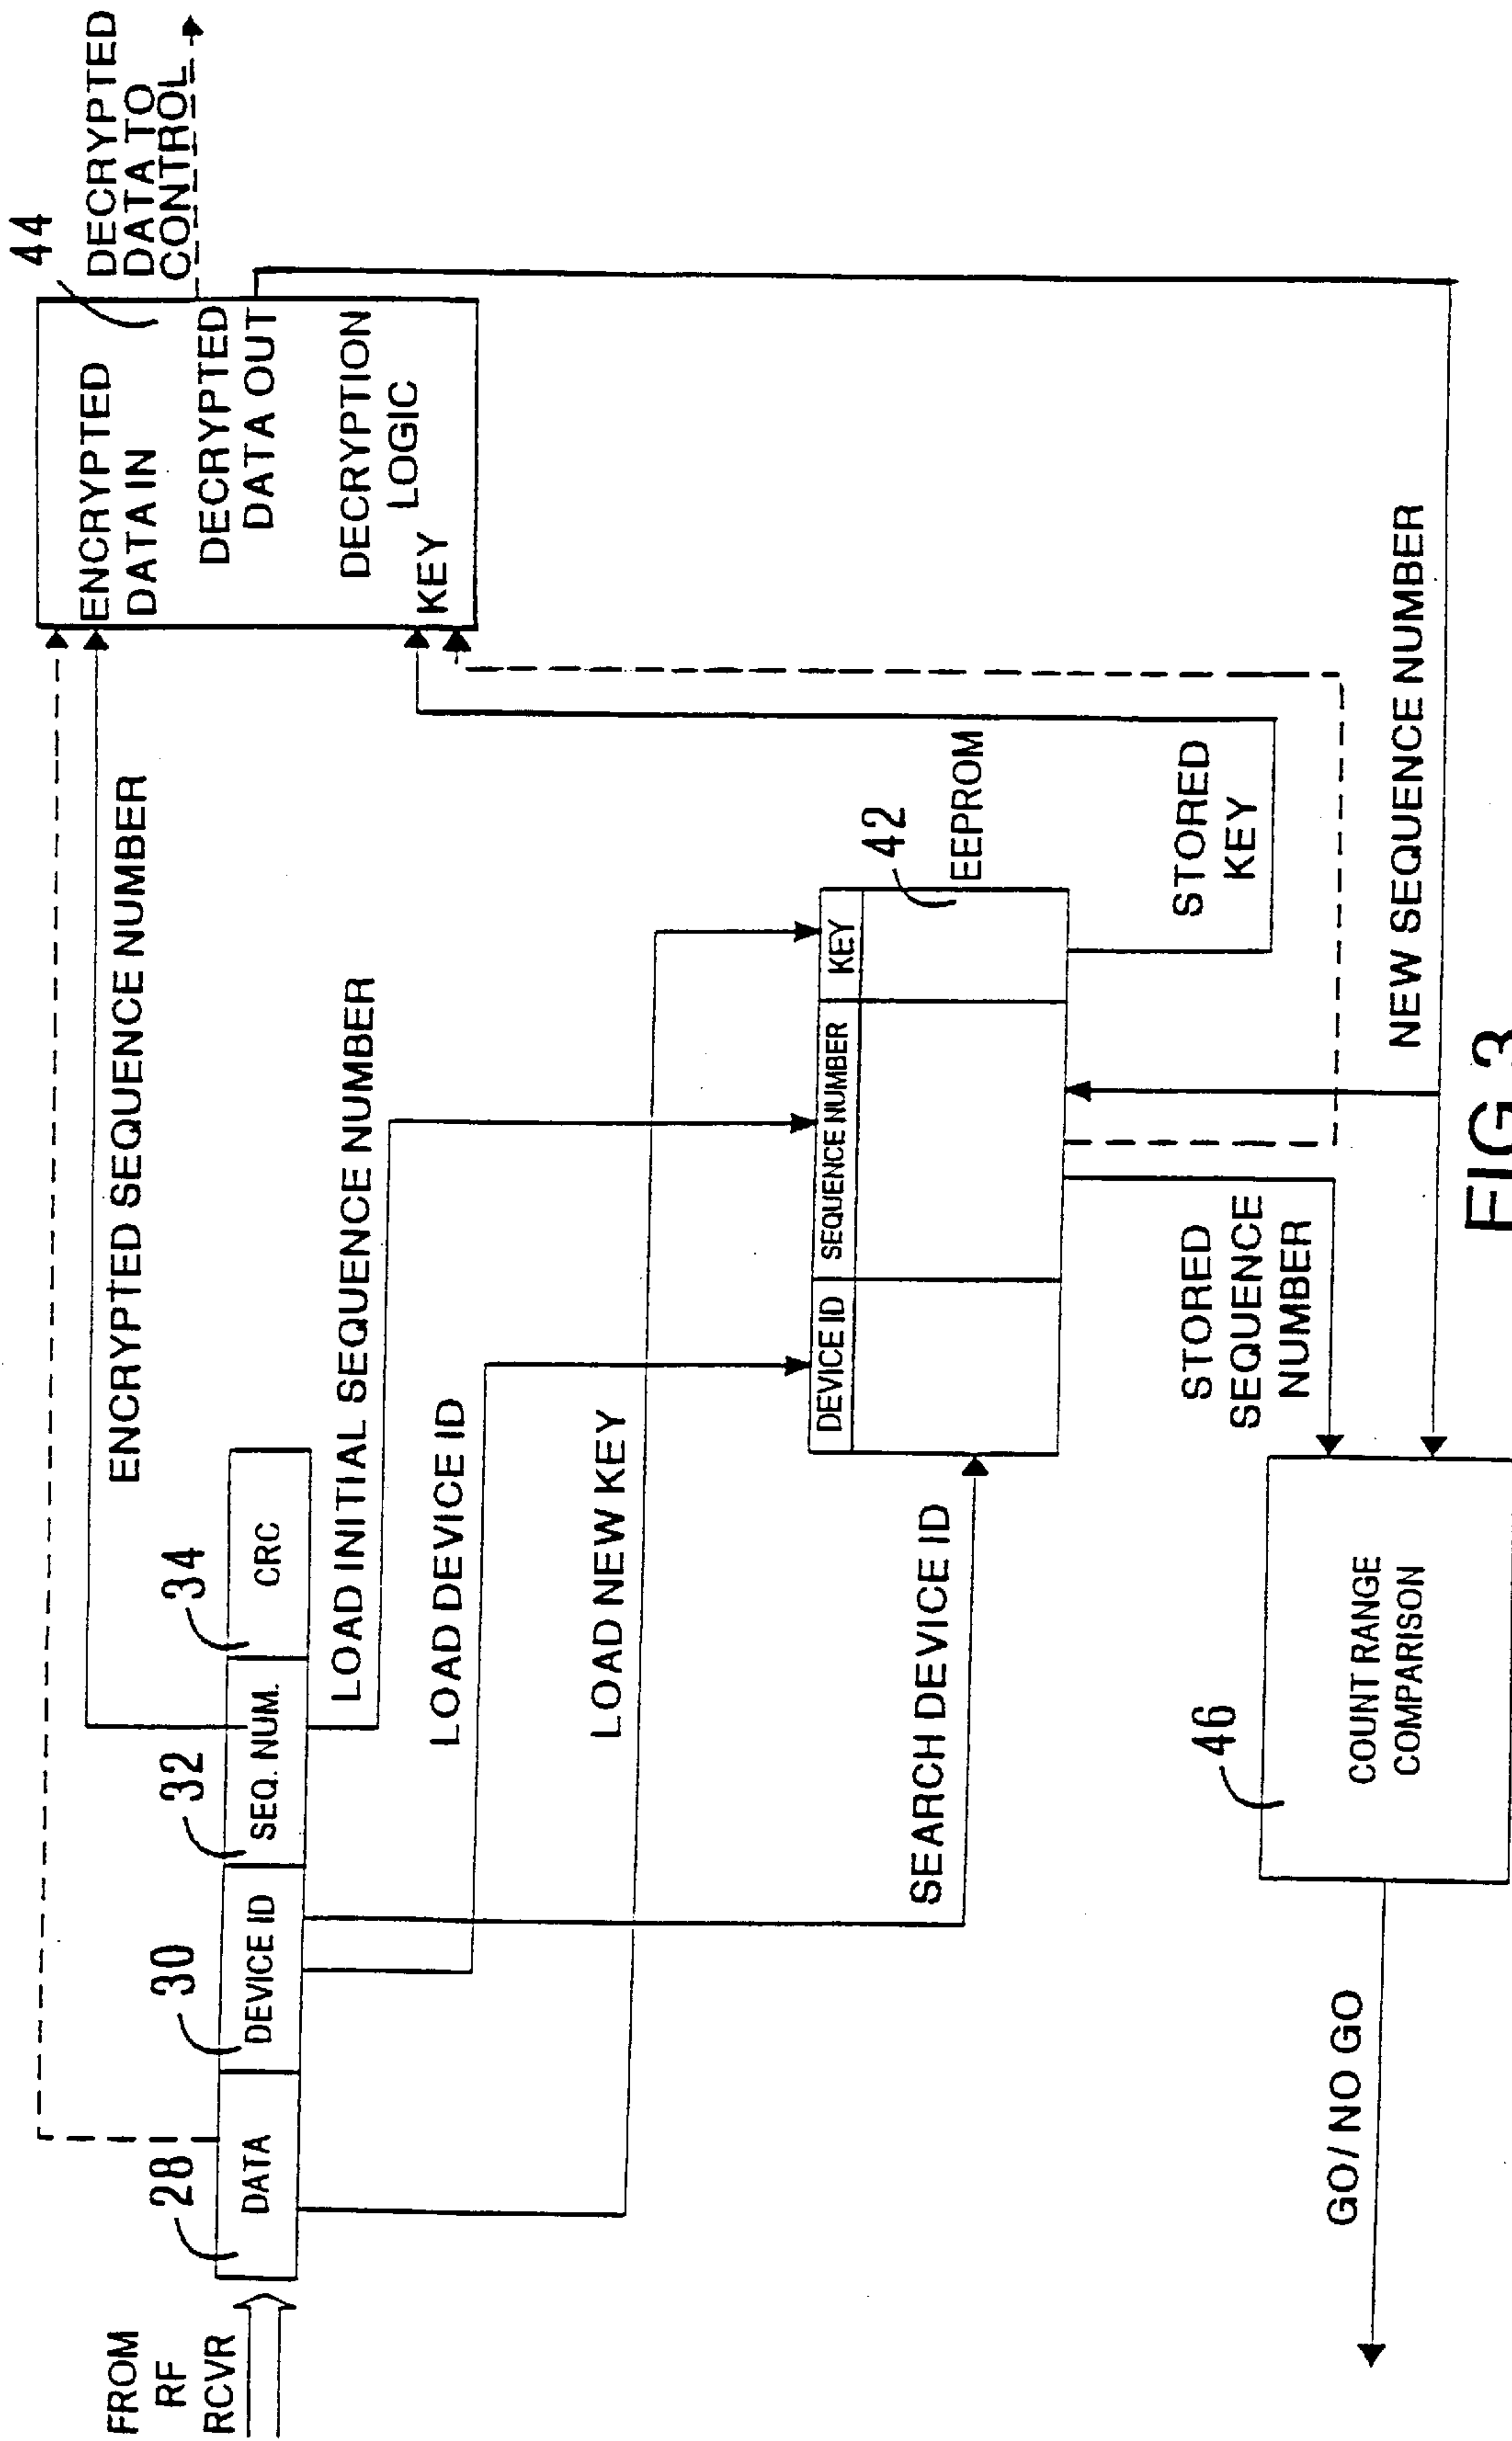 FROM
RF
RCVR
28
DATA
30
DEVICE ID
32
SEQ. NUM.
34
CRC
ENCRYPTED SEQUENCE NUMBER
LOAD INITIAL SEQUENCE NUMBER
LOAD DEVICE ID
LOAD NEW KEY
SEARCH DEVICE ID
44
ENCRYPTED
DATA IN
DECRYPTED
DATA OUT
DECRYPTION
LOGIC
KEY
DECRYPTED
DATA TO
CONTROL
DEVICE ID
SEQUENCE NUMBER
KEY
42
EEPROM
STORED
KEY
STORED
SEQUENCE
NUMBER
NEW SEQUENCE NUMBER
46
COUNT RANGE
COMPARISON
GO/NO GO
FIG.3